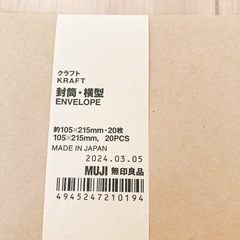 クラフト
KRAFT
封筒・横型
ENVELOPE
約105×215mm・20枚
105×215mm, 20PCS
MADE IN JAPAN
2024.03.05
MUJI 無印良品
4945247210194